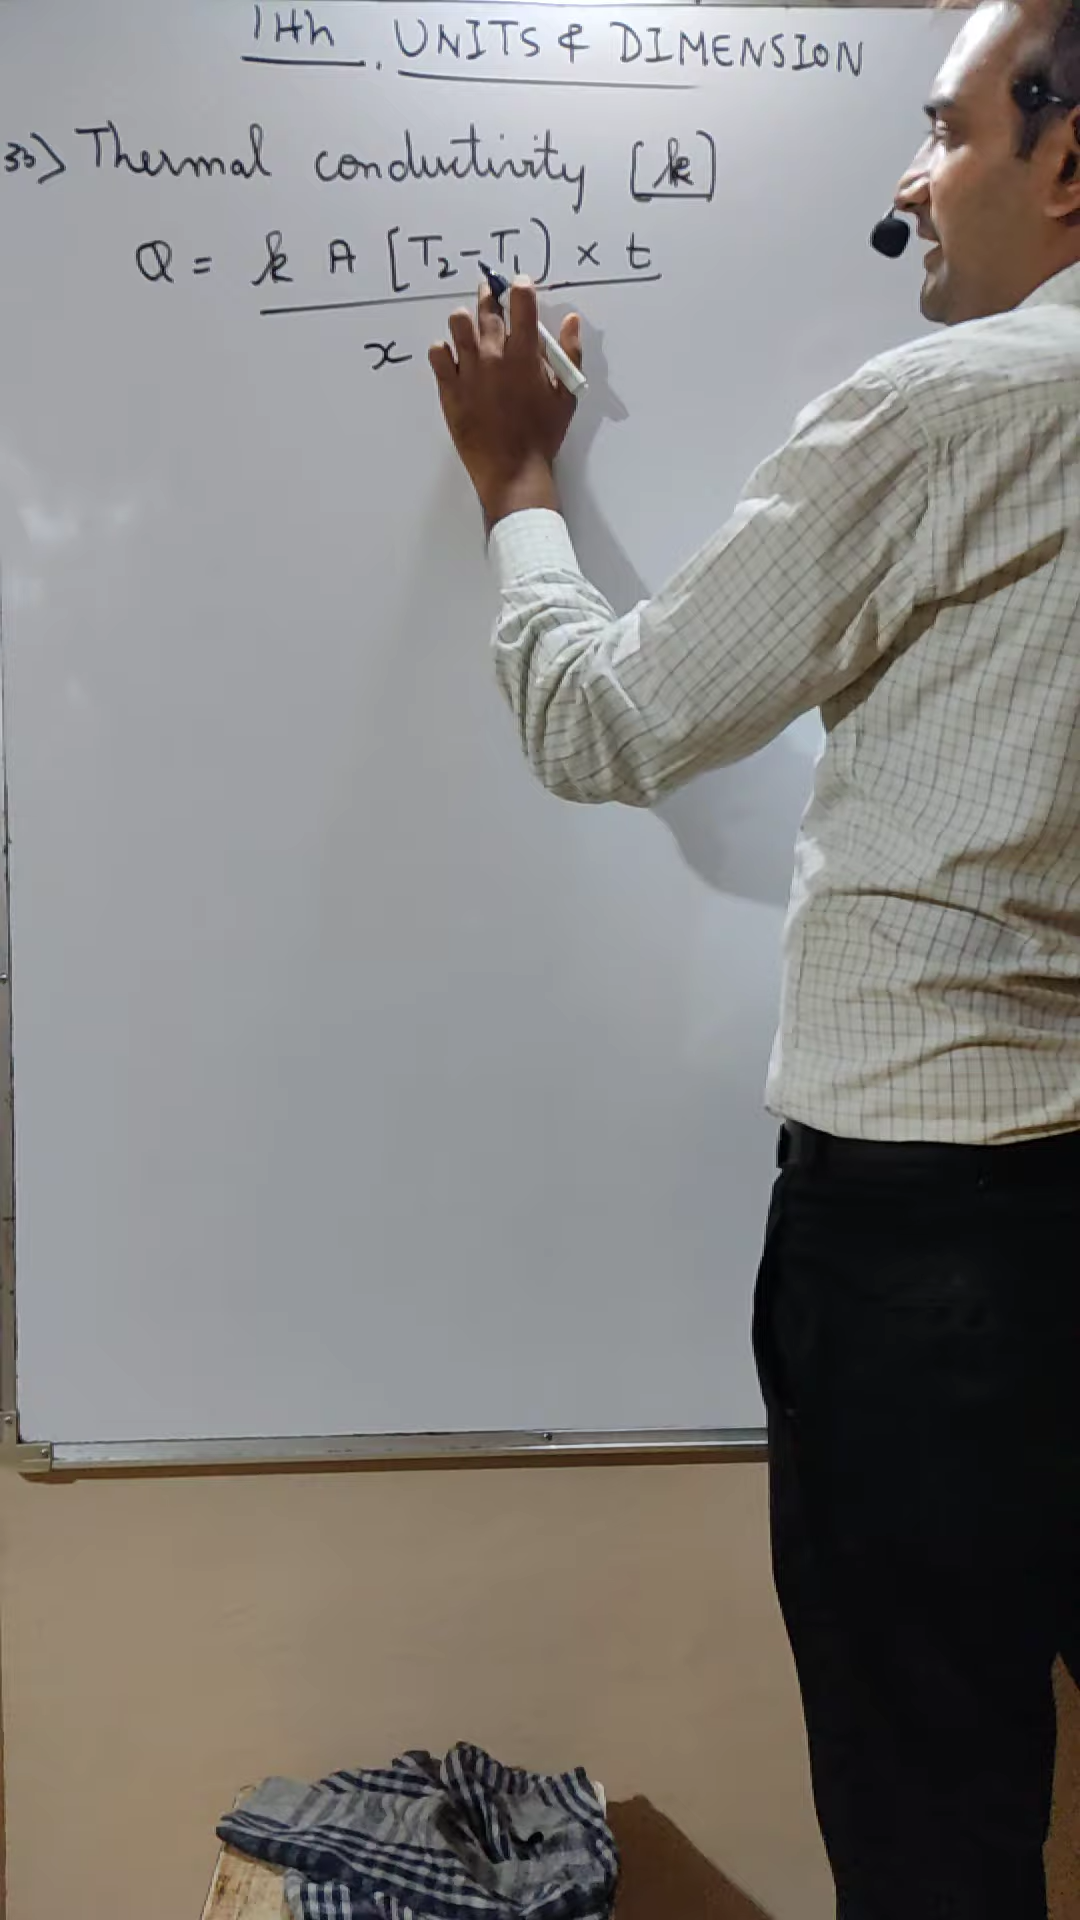 11th. UNITS & DIMENSION
33) Thermal conductivity [k]
Q = k A [T₂-T₁) × t
x